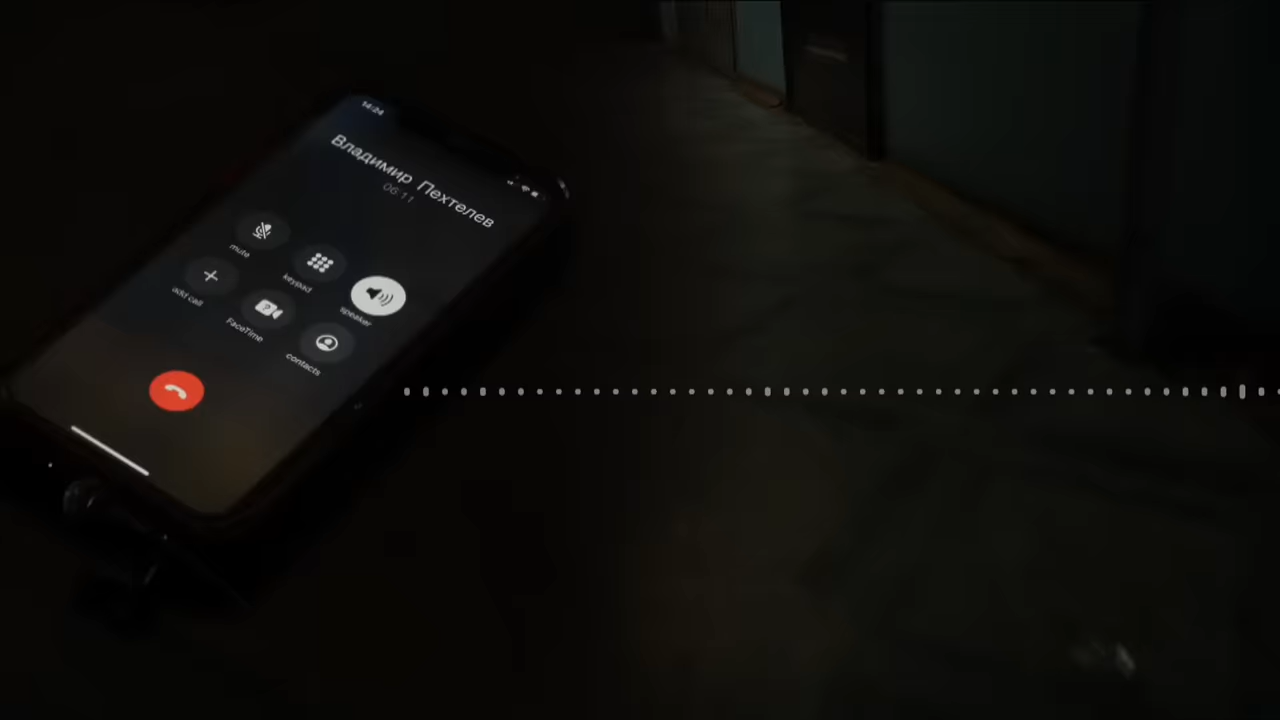 14:24
Владимир Пехтелев
06:11
mute
keypad
speaker
add call
FaceTime
contacts